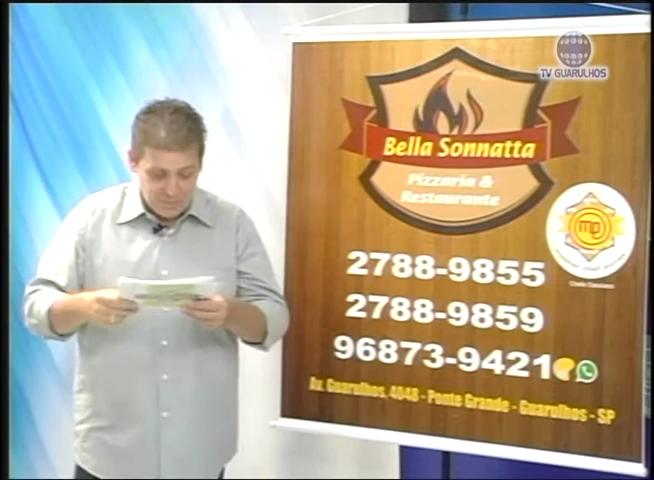 TV GUARULHOS
Bella Sonnatta
Pizzaria &
Restaurante
mp
2788-9855
2788-9859
96873-9421
Av. Guarulhos, 4048 - Ponte Grande - Guarulhos - SP